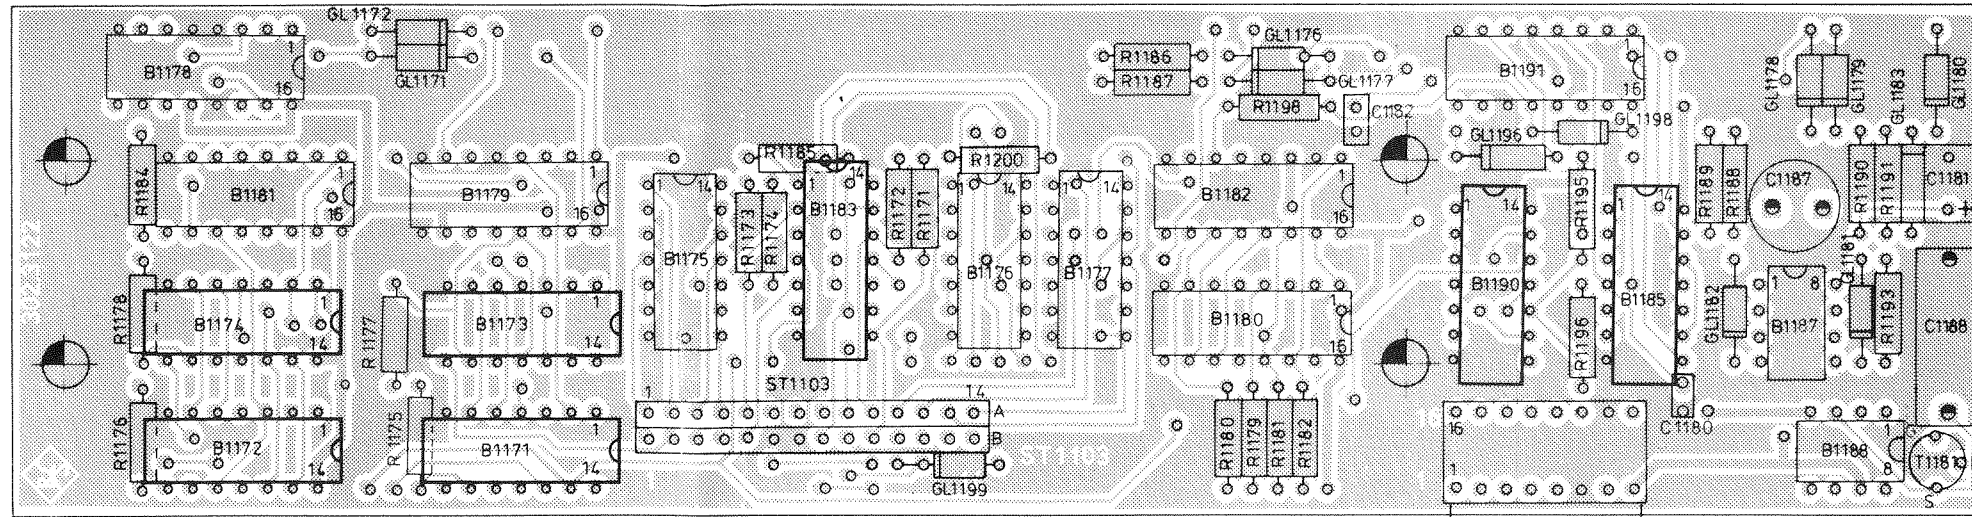 GL1172
GL1171
B1178
1
16
R1186
R1187
GL1176
GL1177
R1198
C1182
B1191
1
16
GL1178
GL1179
GL1183
GL1180
GL1196
GL1198
R1184
B1181
1
16
B1179
1
16
R1185
R1200
B1175
1
14
R1173
R1174
B1183
1
14
R1172
R1171
B1176
1
14
B1177
1
14
B1182
1
16
B1190
1
14
R1195
B1185
1
14
R1189
R1188
C1187
R1190
R1191
C1181
+
R1178
B1174
1
14
R1177
B1173
1
14
B1180
1
16
R1196
GL1182
B1187
1
8
GL1181
R1193
C1188
ST1103
1
14
A
B
R1176
B1172
1
14
R1175
B1171
1
14
ST1103
GL1199
R1180
R1179
R1181
R1182
16
1
C1180
B1188
1
8
T1181
S